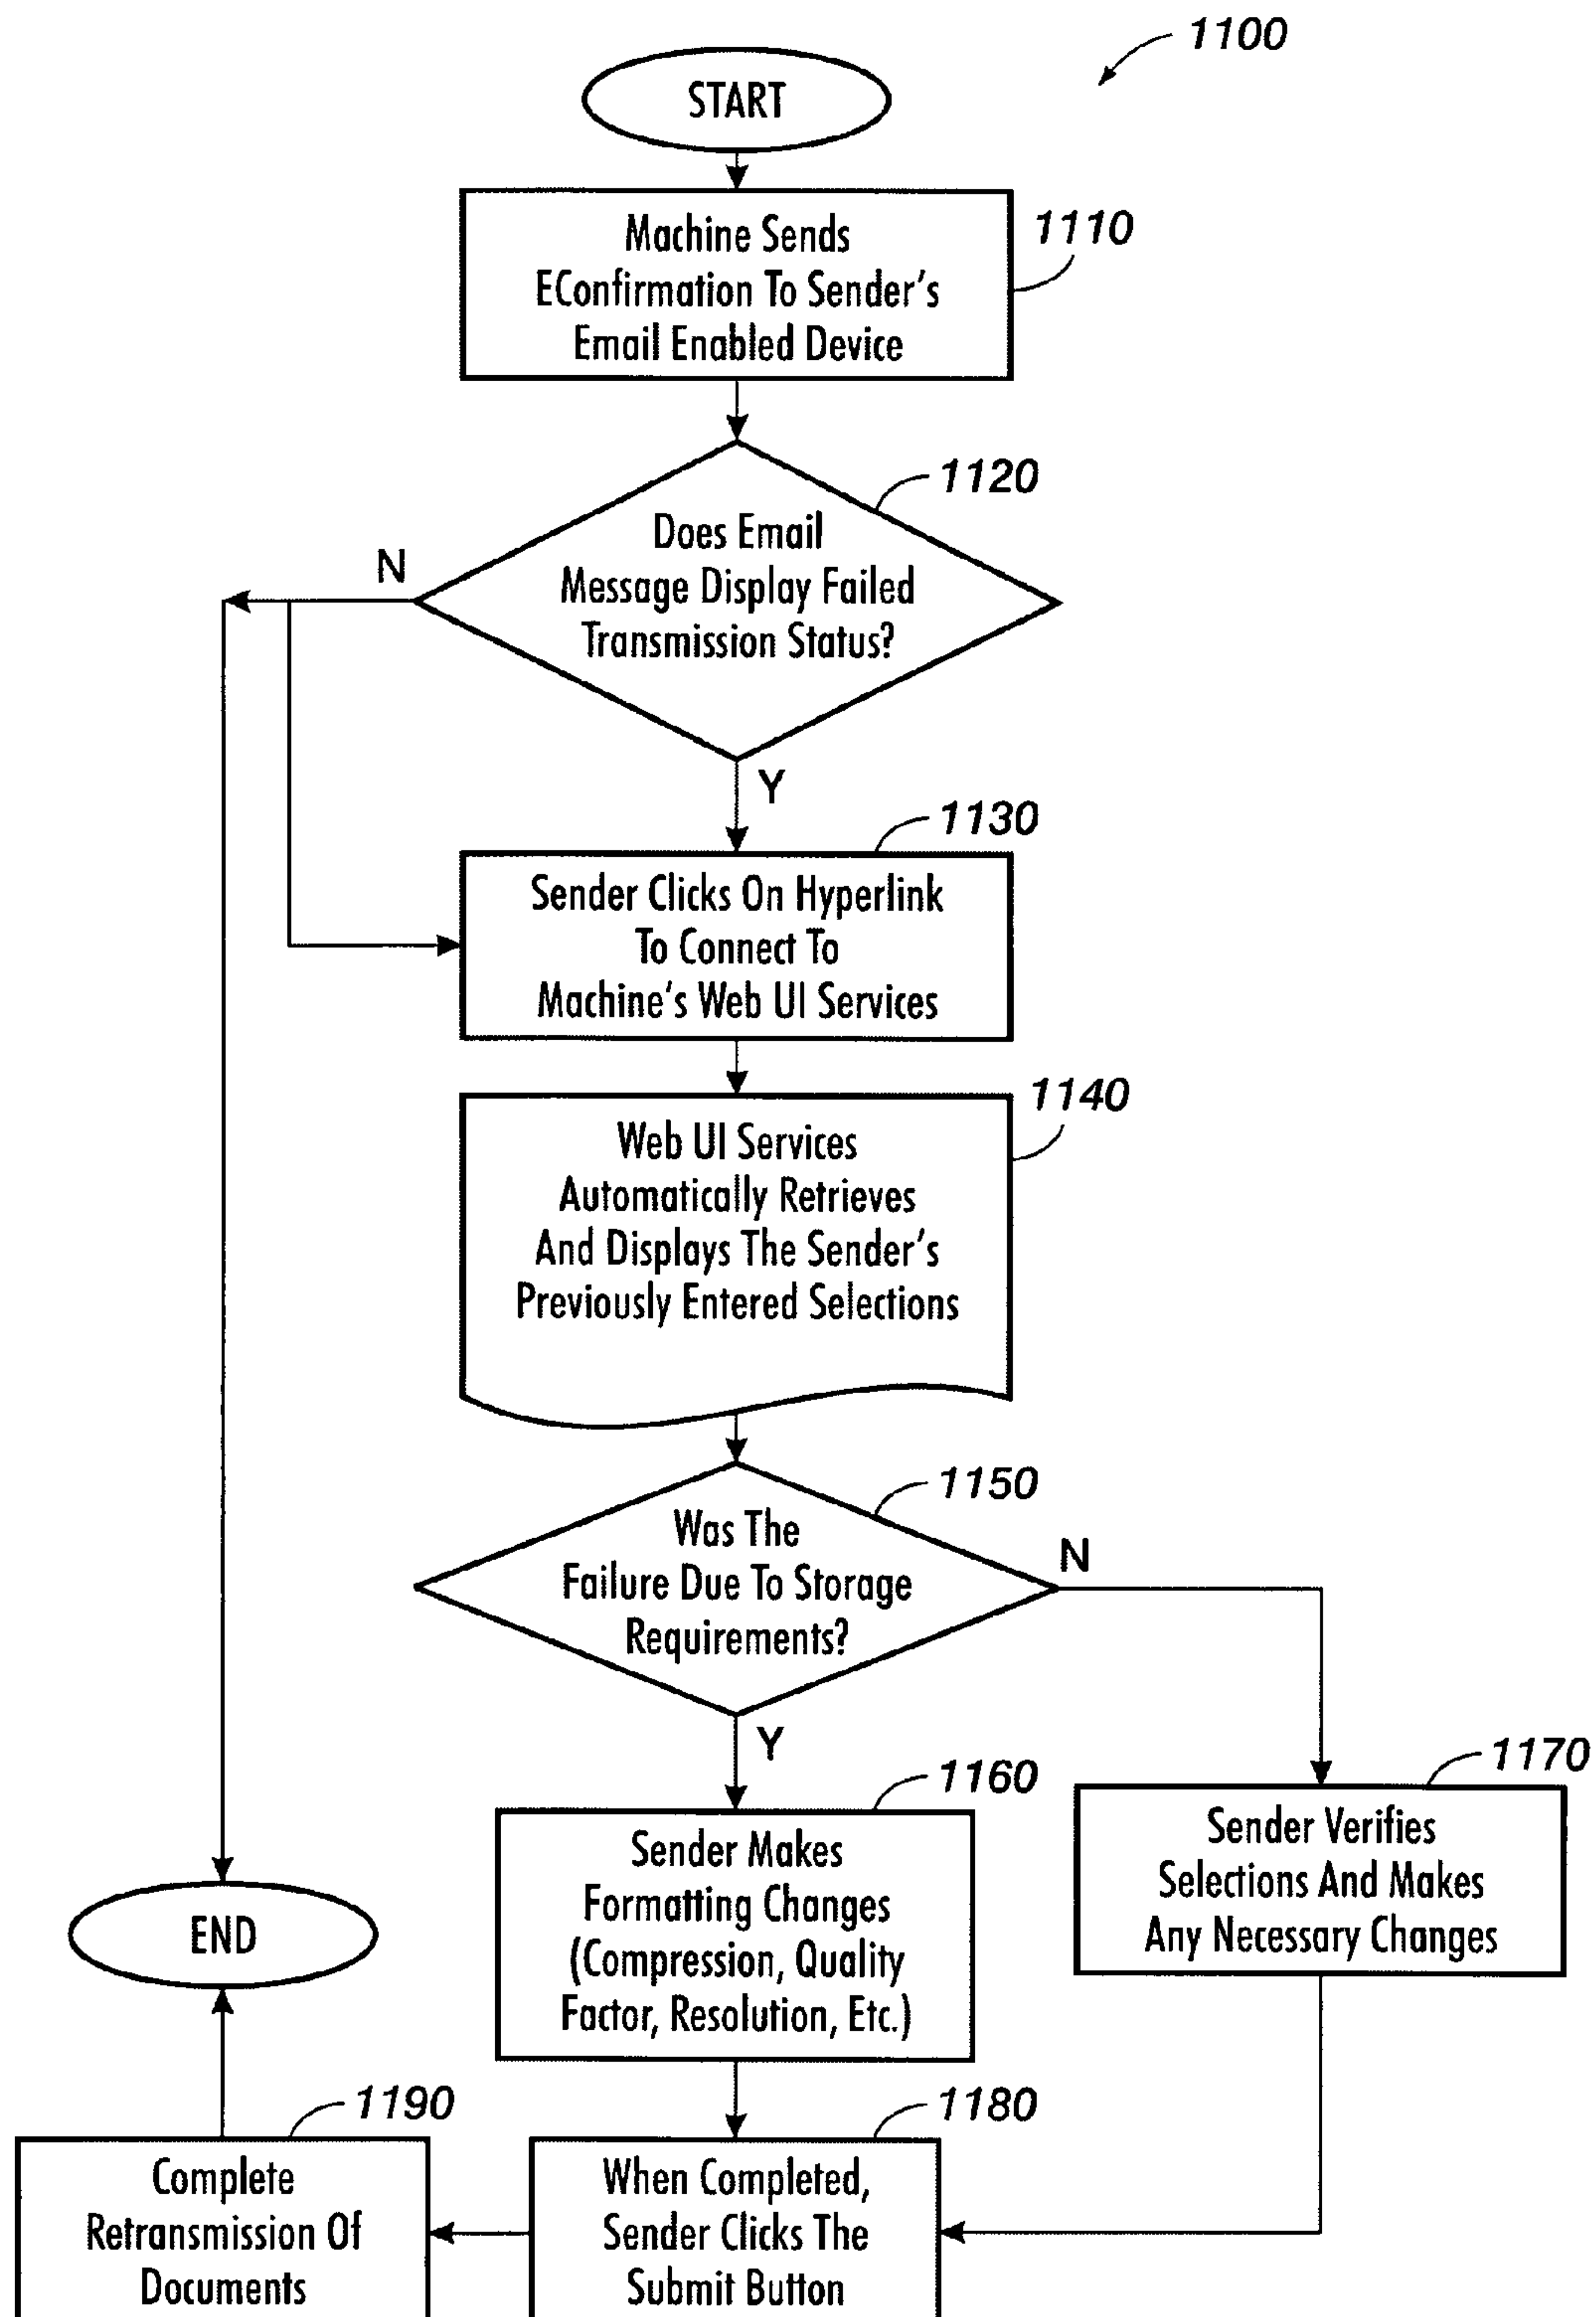 1100
START
Machine Sends
EConfirmation To Sender's
Email Enabled Device
1110
Does Email
Message Display Failed
Transmission Status?
1120
N
Y
Sender Clicks On Hyperlink
To Connect To
Machine's Web UI Services
1130
Web UI Services
Automatically Retrieves
And Displays The Sender's
Previously Entered Selections
1140
Was The
Failure Due To Storage
Requirements?
1150
N
Y
Sender Makes
Formatting Changes
(Compression, Quality
Factor, Resolution, Etc.)
1160
Sender Verifies
Selections And Makes
Any Necessary Changes
1170
END
When Completed,
Sender Clicks The
Submit Button
1180
Complete
Retransmission Of
Documents
1190